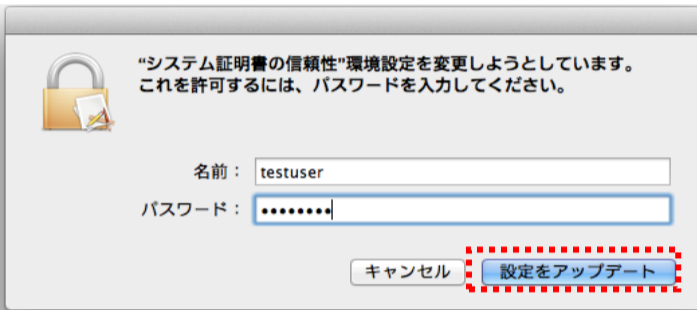 “システム証明書の信頼性”環境設定を変更しようとしています。
これを許可するには、パスワードを入力してください。
名前： testuser
パスワード： ••••••••
キャンセル 設定をアップデート